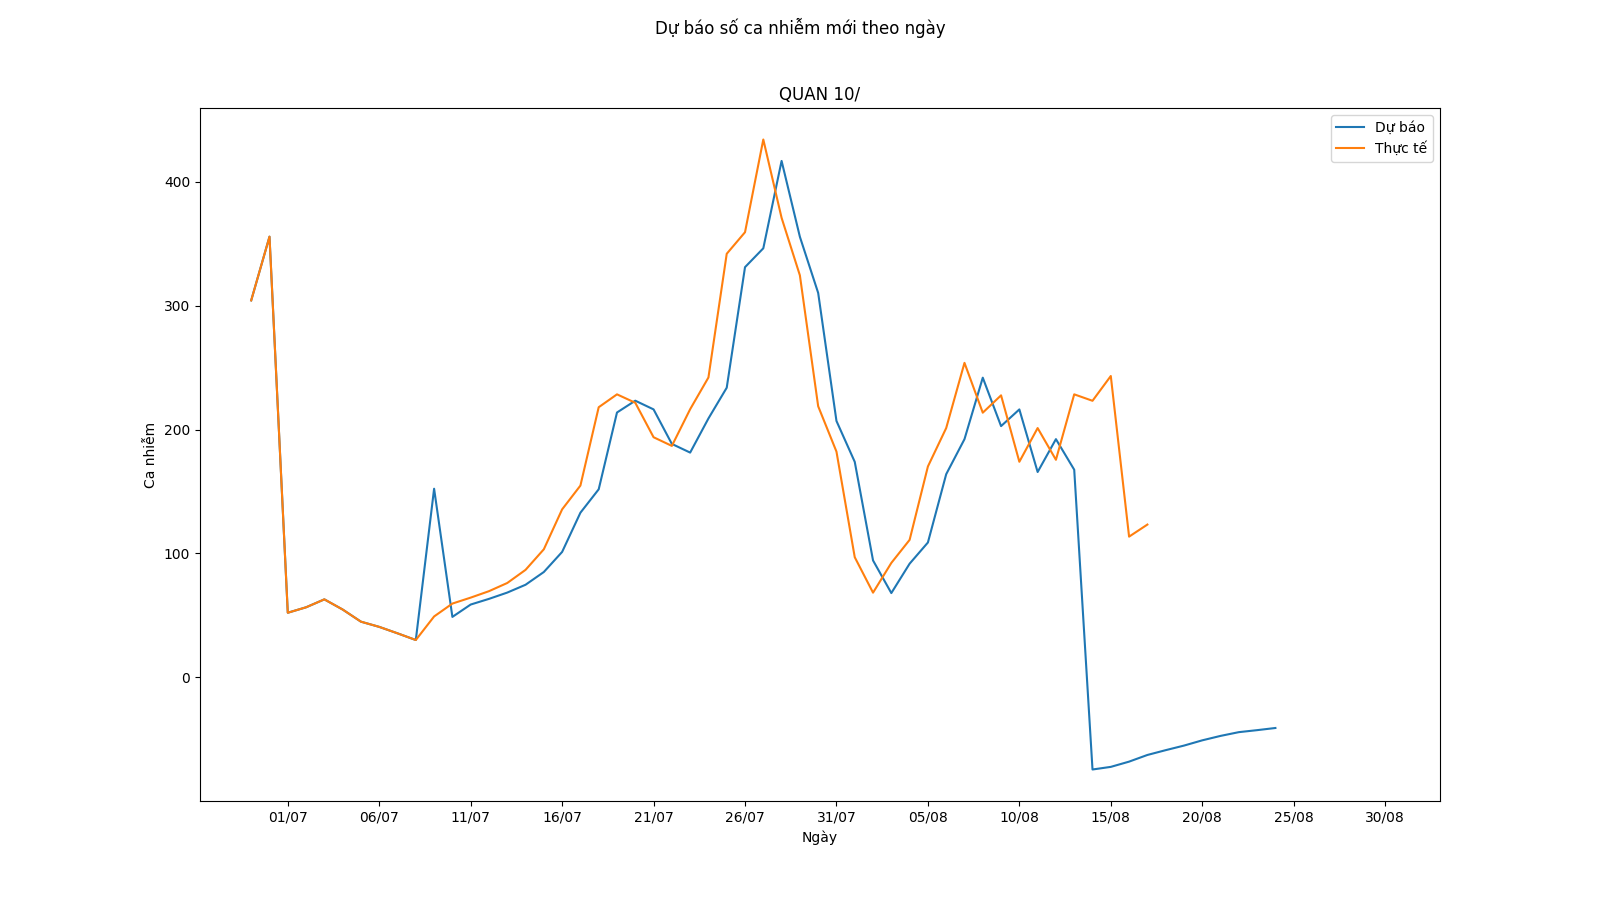 Dự báo số ca nhiễm mới theo ngày
QUAN 10/
Dự báo
Thực tế
400
300
200
100
0
Ca nhiễm
01/07 06/07 11/07 16/07 21/07 26/07 31/07 05/08 10/08 15/08 20/08 25/08 30/08
Ngày